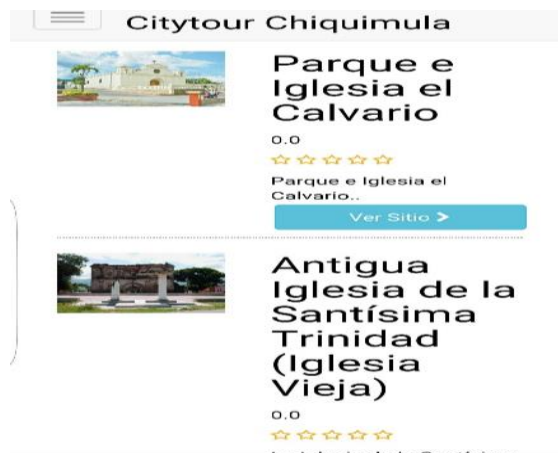 Citytour Chiquimula
Parque e
Iglesia el
Calvario
0.0
Parque e Iglesia el
Calvario..
Ver Sitio
Antigua
Iglesia de la
Santísima
Trinidad
(Iglesia
Vieja)
0.0